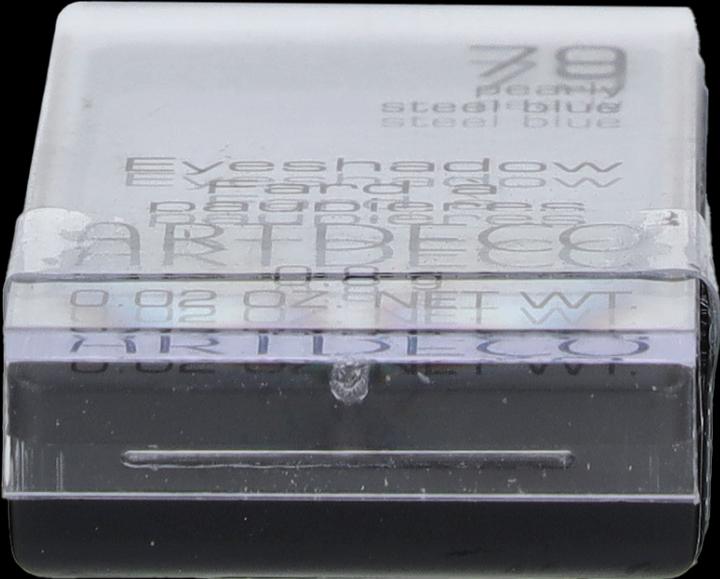 79
pearly
steel blue
Eyeshadow
Fard à
paupières
ARTDECO
0.8 g
0.02 OZ. NET WT.